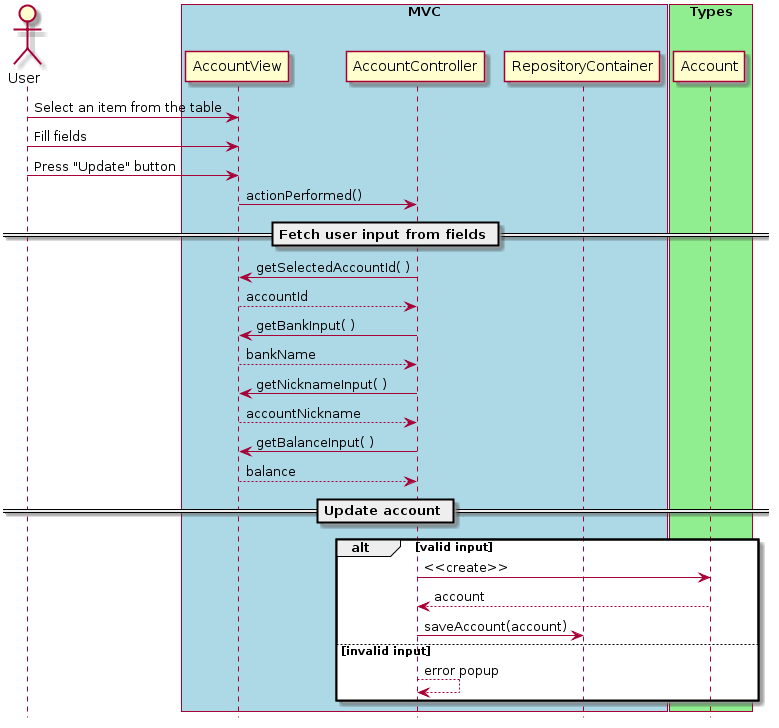 MVC
Types
User
AccountView
AccountController
RepositoryContainer
Account
Select an item from the table
Fill fields
Press "Update" button
actionPerformed()
Fetch user input from fields
getSelectedAccountId( )
accountId
getBankInput( )
bankName
getNicknameInput( )
accountNickname
getBalanceInput( )
balance
Update account
alt [valid input]
<<create>>
account
saveAccount(account)
[invalid input]
error popup